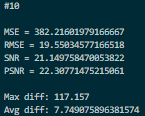 #10
MSE = 382.21601979166667
RMSE = 19.55034577166518
SNR = 21.149758470053822
PSNR = 22.30771475215061
Max diff: 117.157
Avg diff: 7.749075896381574